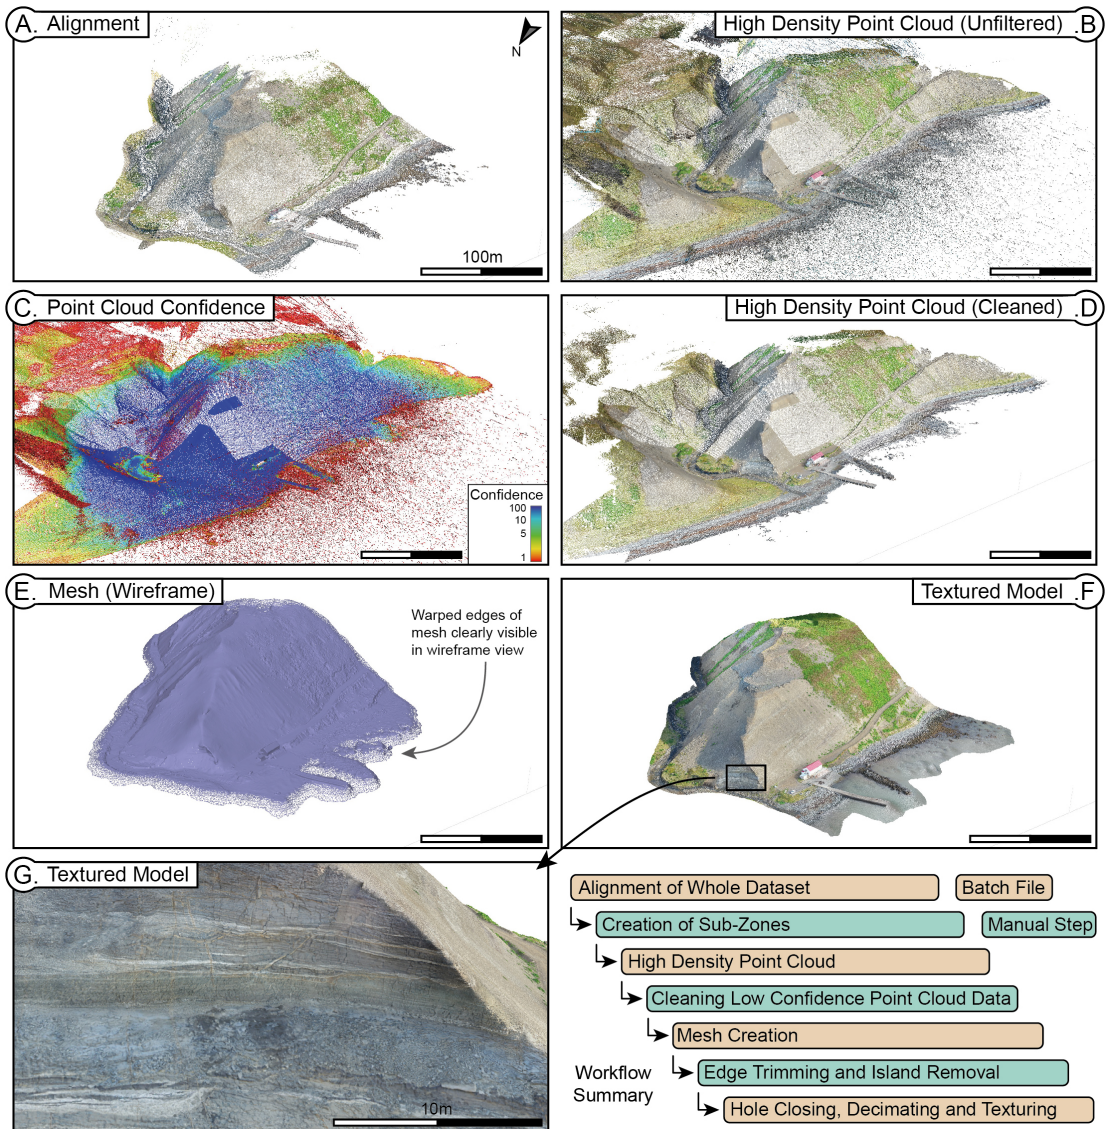 A. Alignment
N
100m
High Density Point Cloud (Unfiltered) .B
C. Point Cloud Confidence
Confidence
100
10
5
1
High Density Point Cloud (Cleaned) .D
E. Mesh (Wireframe)
Warped edges of
mesh clearly visible
in wireframe view
Textured Model .F
G. Textured Model
10m
Alignment of Whole Dataset
Batch File
Creation of Sub-Zones
Manual Step
High Density Point Cloud
Cleaning Low Confidence Point Cloud Data
Mesh Creation
Workflow
Summary
Edge Trimming and Island Removal
Hole Closing, Decimating and Texturing